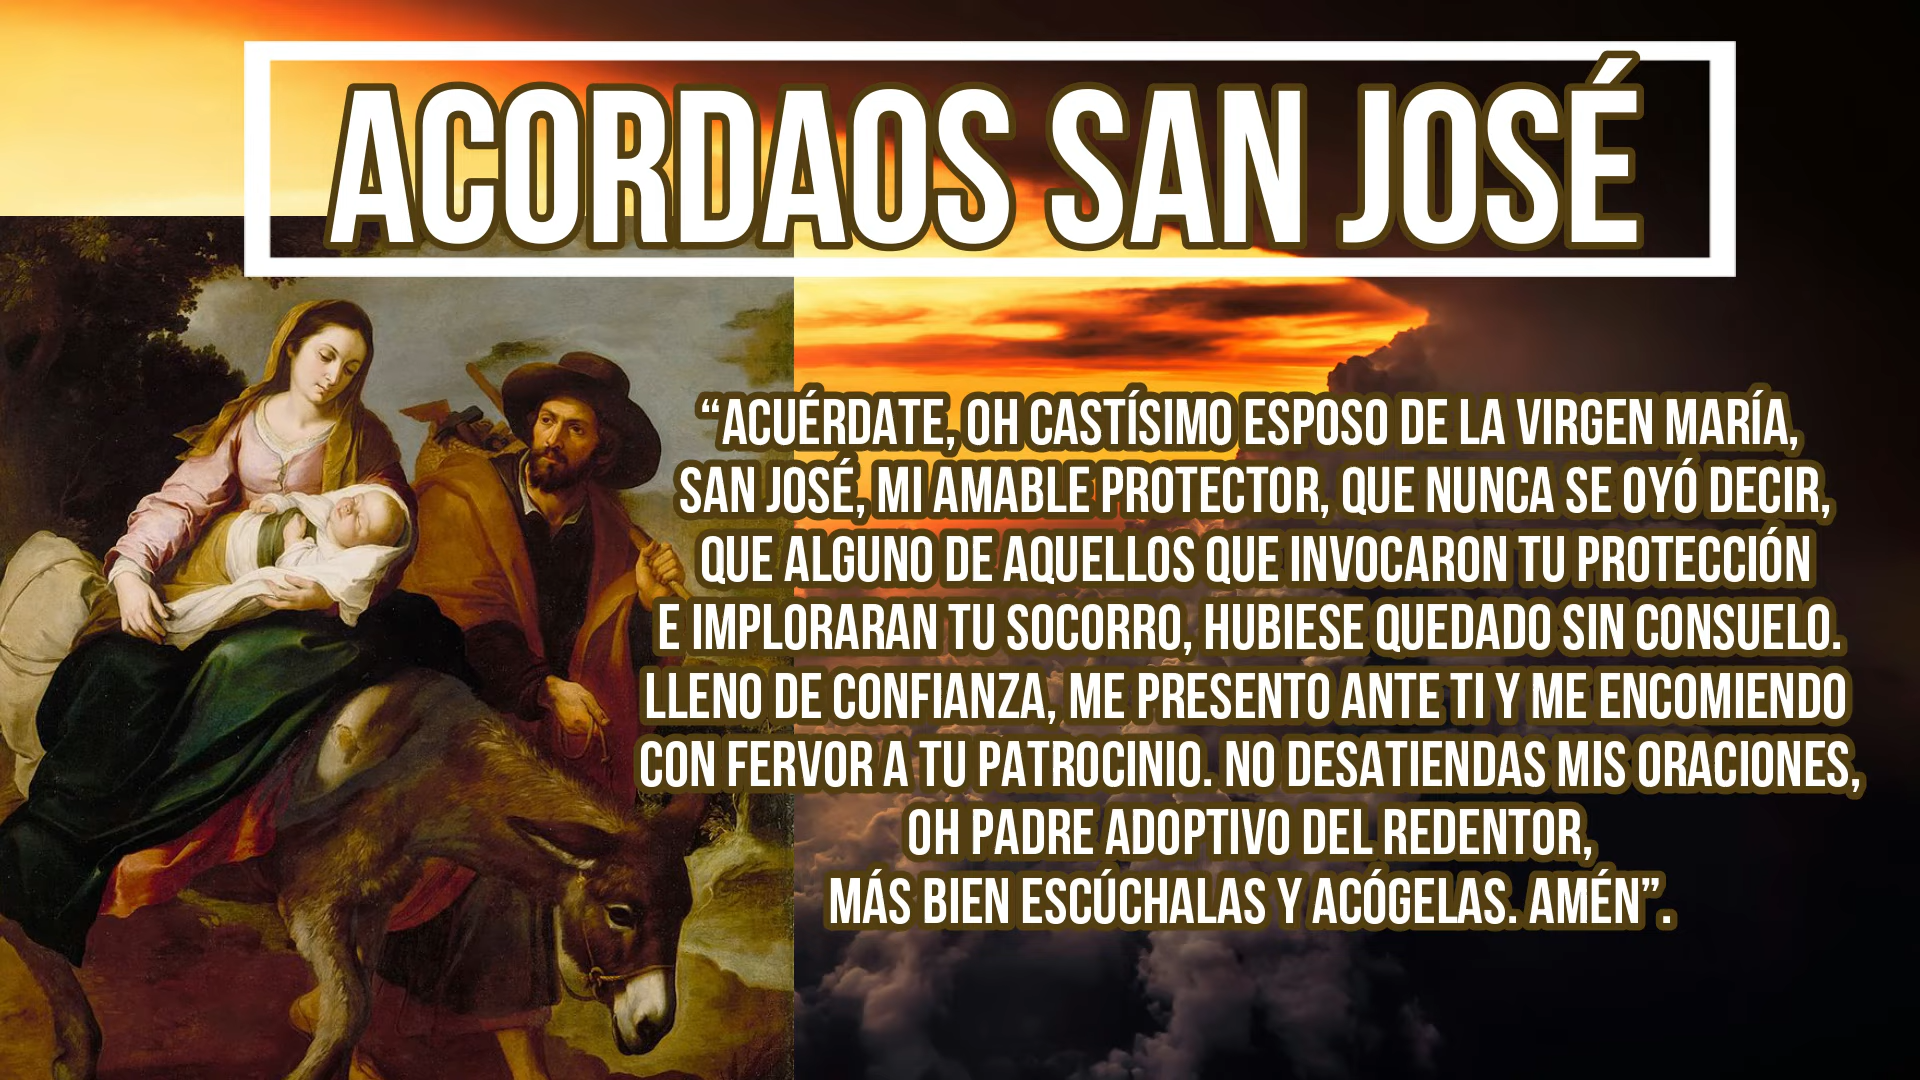 ACORDAOS SAN JOSÉ
“ACUÉRDATE, OH CASTÍSIMO ESPOSO DE LA VIRGEN MARÍA,
SAN JOSÉ, MI AMABLE PROTECTOR, QUE NUNCA SE OYÓ DECIR,
QUE ALGUNO DE AQUELLOS QUE INVOCARON TU PROTECCIÓN
E IMPLORARAN TU SOCORRO, HUBIESE QUEDADO SIN CONSUELO.
LLENO DE CONFIANZA, ME PRESENTO ANTE TI Y ME ENCOMIENDO
CON FERVOR A TU PATROCINIO. NO DESATIENDAS MIS ORACIONES,
OH PADRE ADOPTIVO DEL REDENTOR,
MÁS BIEN ESCÚCHALAS Y ACÓGELAS. AMÉN”.